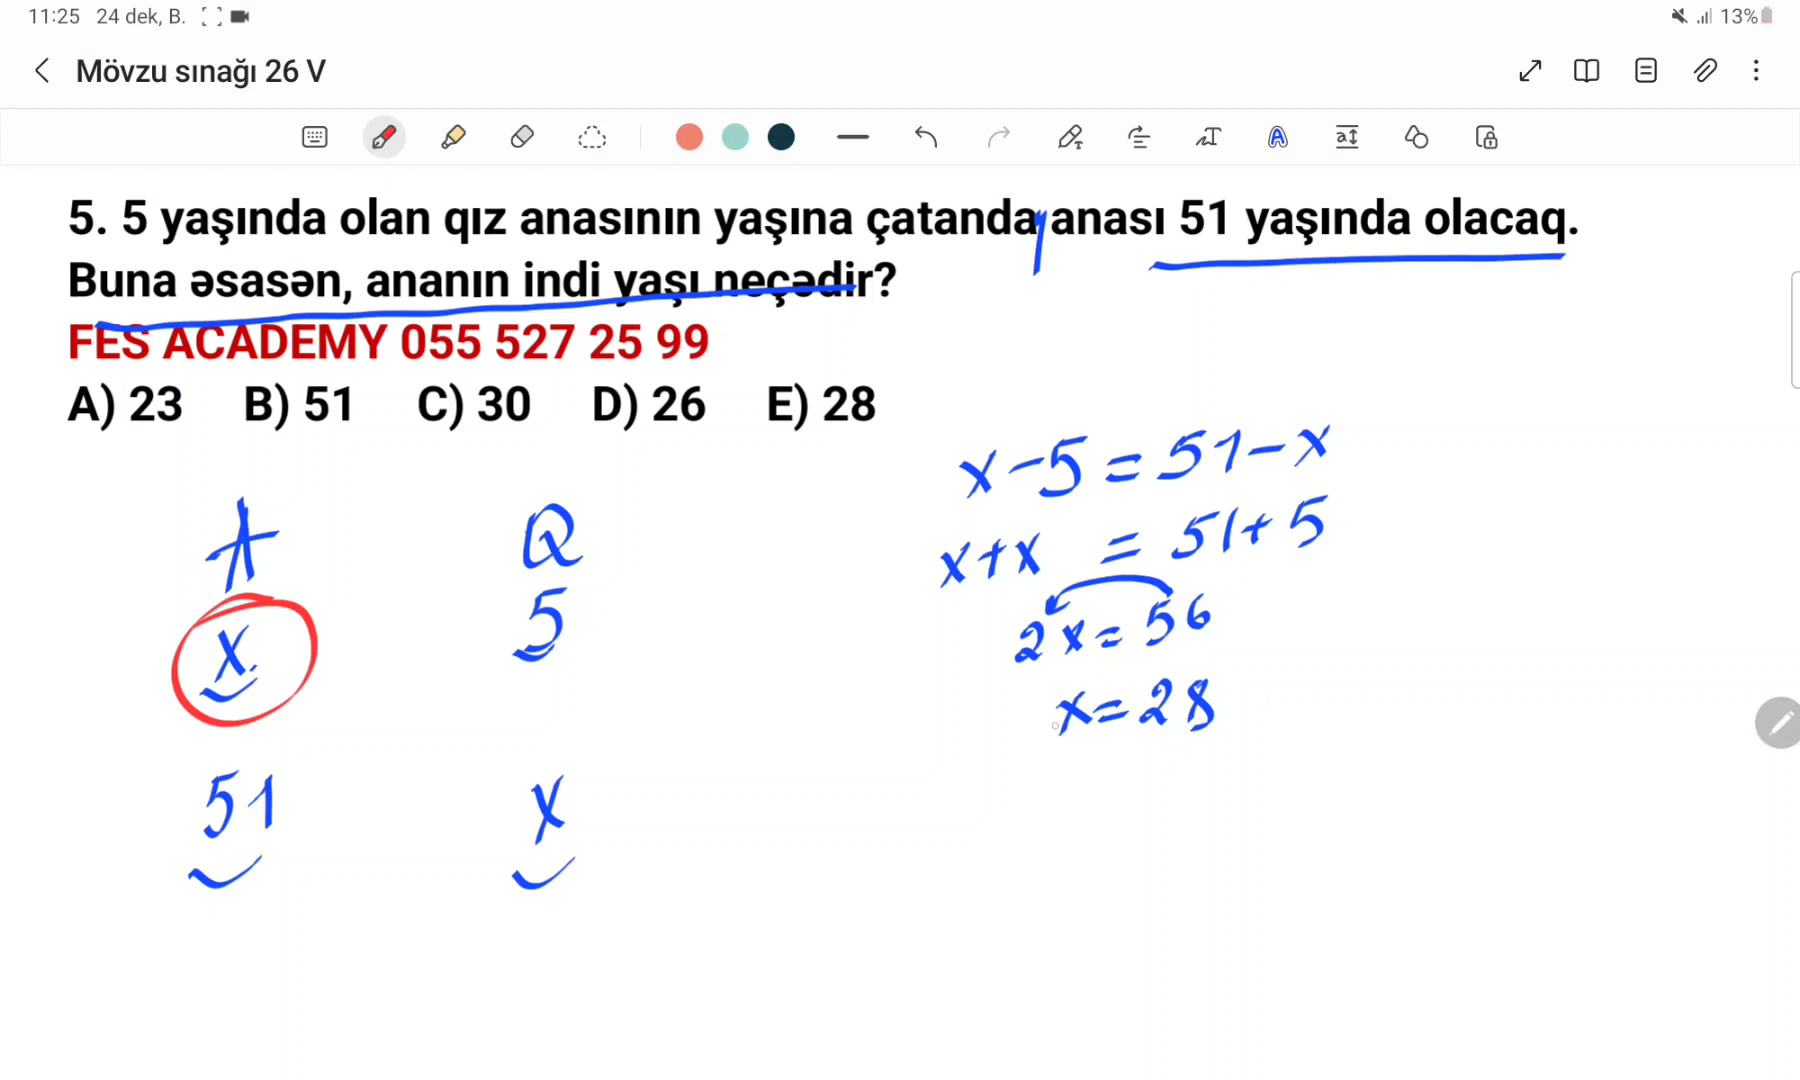 11:25 24 dek, B. 13%
Mövzu sınağı 26 V
5. 5 yaşında olan qız anasının yaşına çatanda anası 51 yaşında olacaq.
Buna əsasən, ananın indi yaşı neçədir?
FES ACADEMY 055 527 25 99
A) 23 B) 51 C) 30 D) 26 E) 28
A Q
x 5
51 x
x-5=51-x
x+x =51+5
2x=56
x=28